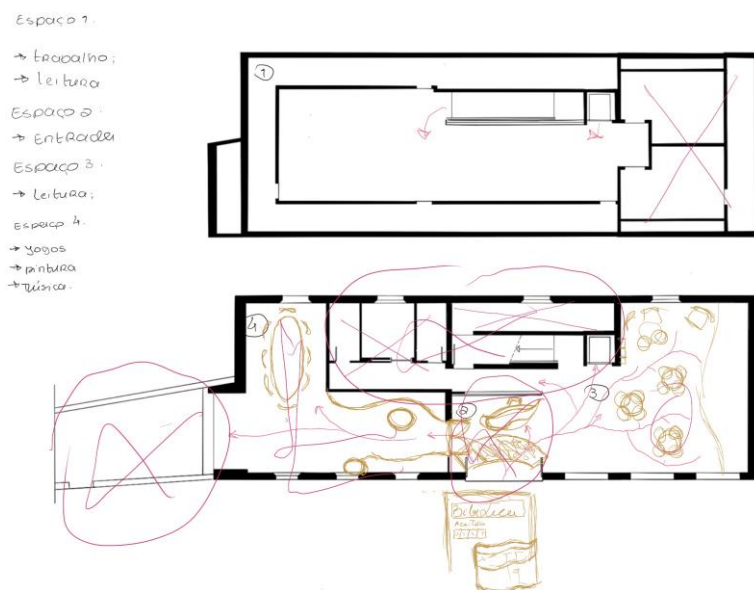 Espaço 1.
→ trabalho;
→ leitura
Espaço 2.
→ Entrada
Espaço 3.
→ leitura;
Espaço 4.
→ jogos
→ pintura
→ música.
1
4
2
3